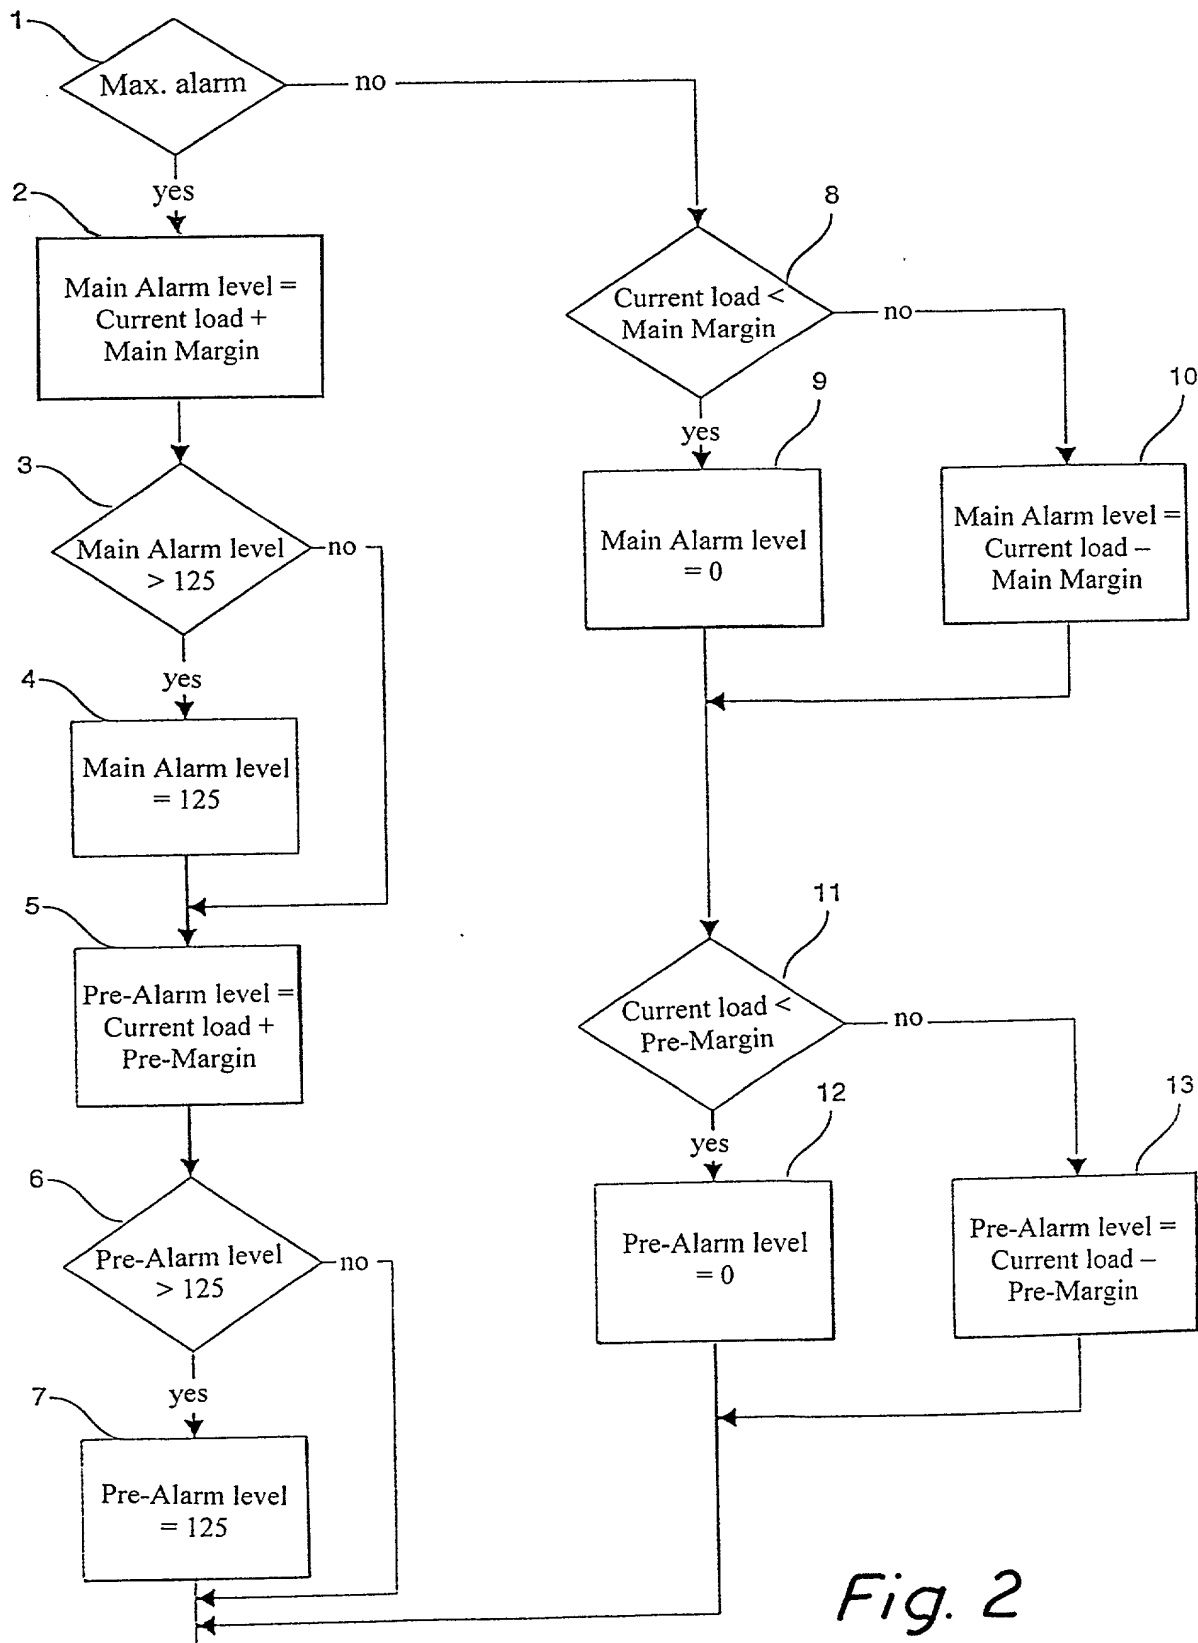 1
Max. alarm
no
yes
2
Main Alarm level =
Current load +
Main Margin
3
Main Alarm level
> 125
no
yes
4
Main Alarm level
= 125
5
Pre-Alarm level =
Current load +
Pre-Margin
6
Pre-Alarm level
> 125
no
yes
7
Pre-Alarm level
= 125
8
Current load <
Main Margin
no
yes
9
Main Alarm level
= 0
10
Main Alarm level =
Current load –
Main Margin
11
Current load <
Pre-Margin
no
yes
12
Pre-Alarm level
= 0
13
Pre-Alarm level =
Current load –
Pre-Margin
Fig. 2